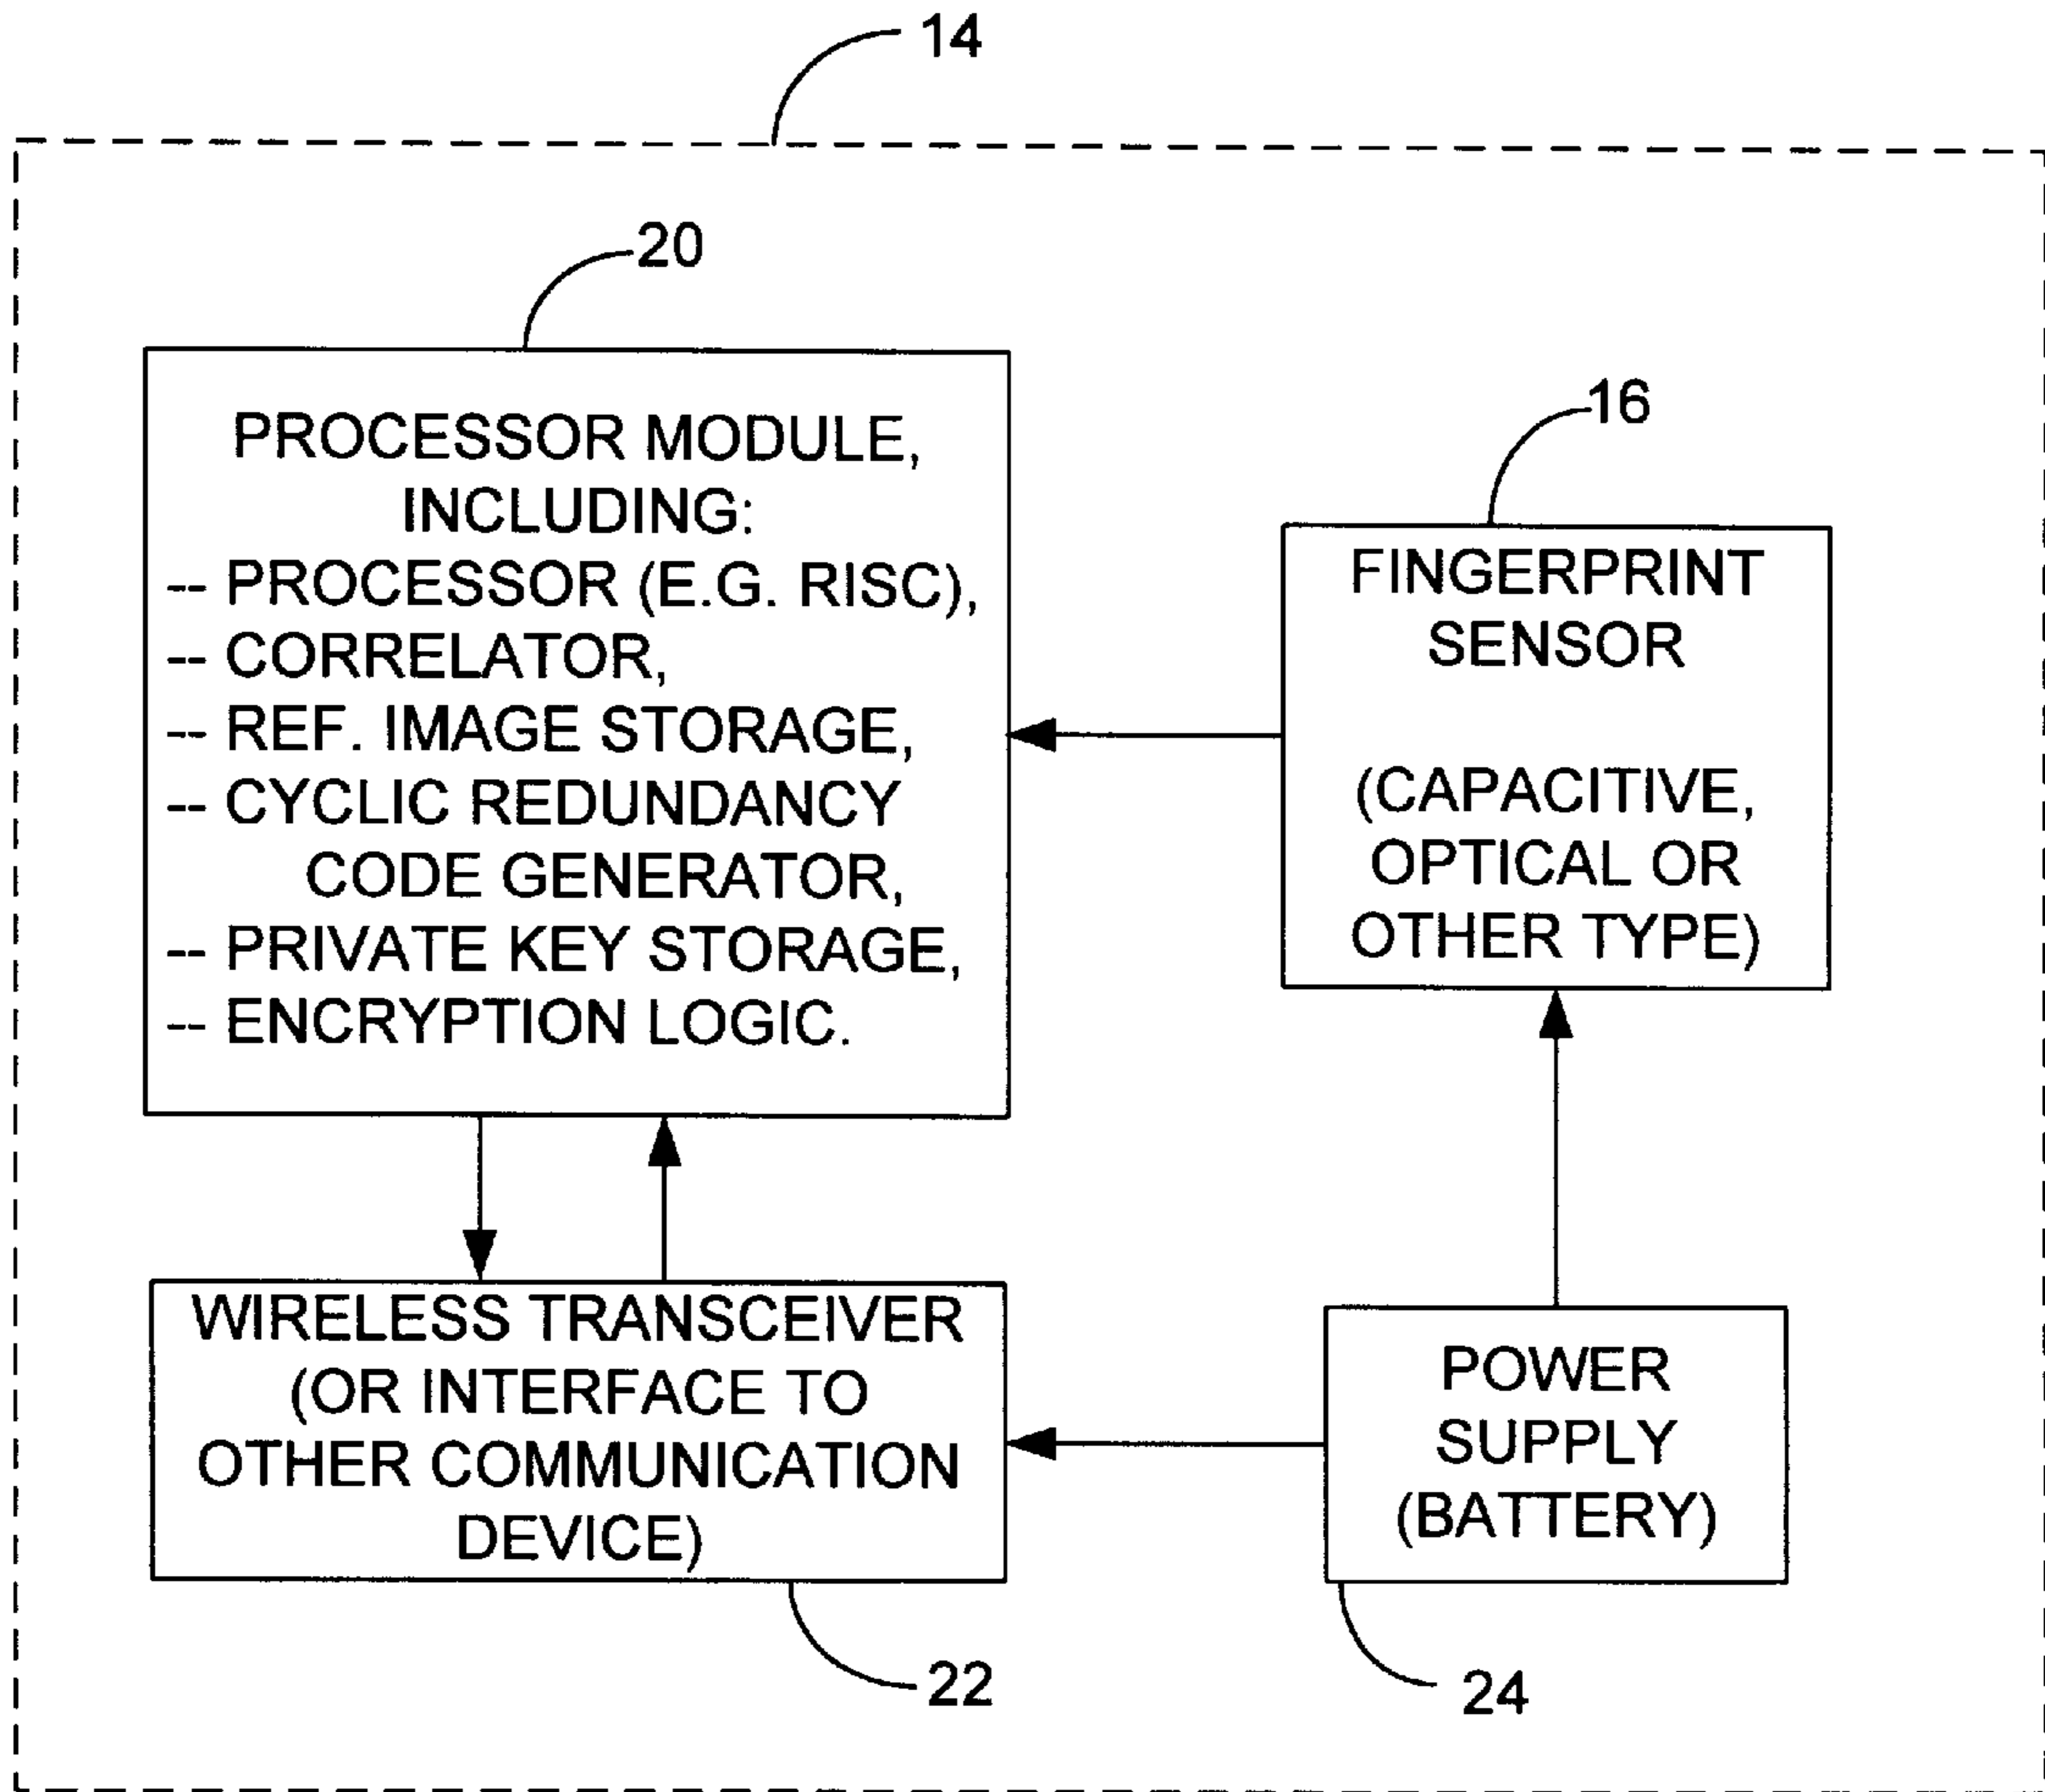 14
20
PROCESSOR MODULE,
INCLUDING:
-- PROCESSOR (E.G. RISC),
-- CORRELATOR,
-- REF. IMAGE STORAGE,
-- CYCLIC REDUNDANCY
CODE GENERATOR,
-- PRIVATE KEY STORAGE,
-- ENCRYPTION LOGIC.
16
FINGERPRINT
SENSOR
(CAPACITIVE,
OPTICAL OR
OTHER TYPE)
WIRELESS TRANSCEIVER
(OR INTERFACE TO
OTHER COMMUNICATION
DEVICE)
22
POWER
SUPPLY
(BATTERY)
24